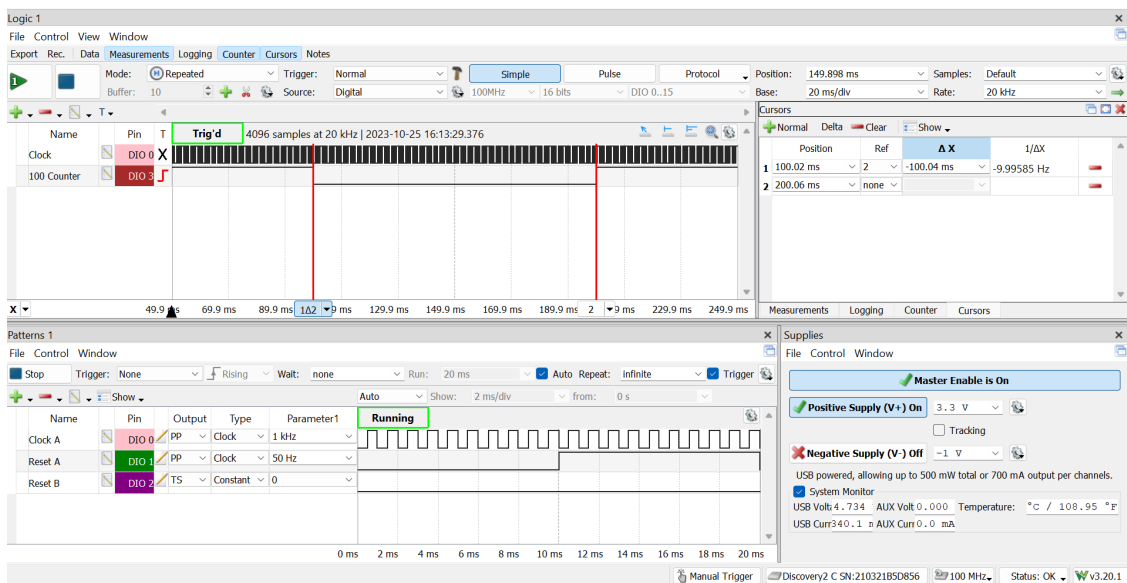 Logic 1
File Control View Window
Export Rec. Data Measurements Logging Counter Cursors Notes
Mode: Repeated Trigger: Normal Simple Pulse Protocol Position: 149.898 ms Samples: Default
Buffer: 10 Source: Digital 100MHz 16 bits DIO 0..15 Base: 20 ms/div Rate: 20 kHz
T
Cursors
Normal Delta Clear Show
Name Pin T Trig'd 4096 samples at 20 kHz | 2023-10-25 16:13:29.376
Position Ref Δ X 1/ΔX
Clock DIO 0 X
1 100.02 ms 2 -100.04 ms -9.99585 Hz
100 Counter DIO 3
2 200.06 ms none
X 49.9 ms 69.9 ms 89.9 ms 1Δ2 9 ms 129.9 ms 149.9 ms 169.9 ms 189.9 ms 2 9 ms 229.9 ms 249.9 ms
Measurements Logging Counter Cursors
Patterns 1
File Control Window
Stop Trigger: None Rising Wait: none Run: 20 ms Auto Repeat: infinite Trigger
Show Auto Show: 2 ms/div from: 0 s
Name Pin Output Type Parameter1 Running
Clock A DIO 0 PP Clock 1 kHz
Reset A DIO 1 PP Clock 50 Hz
Reset B DIO 2 TS Constant 0
0 ms 2 ms 4 ms 6 ms 8 ms 10 ms 12 ms 14 ms 16 ms 18 ms 20 ms
Supplies
File Control Window
Master Enable is On
Positive Supply (V+) On 3.3 V
Tracking
Negative Supply (V-) Off -1 V
USB powered, allowing up to 500 mW total or 700 mA output per channels.
System Monitor
USB Volt: 4.734 AUX Volt 0.000 Temperature: °C / 108.95 °F
USB Curr 340.1 AUX Curr 0.0 mA
Manual Trigger Discovery2 C SN:210321B5D856 100 MHz Status: OK W v3.20.1